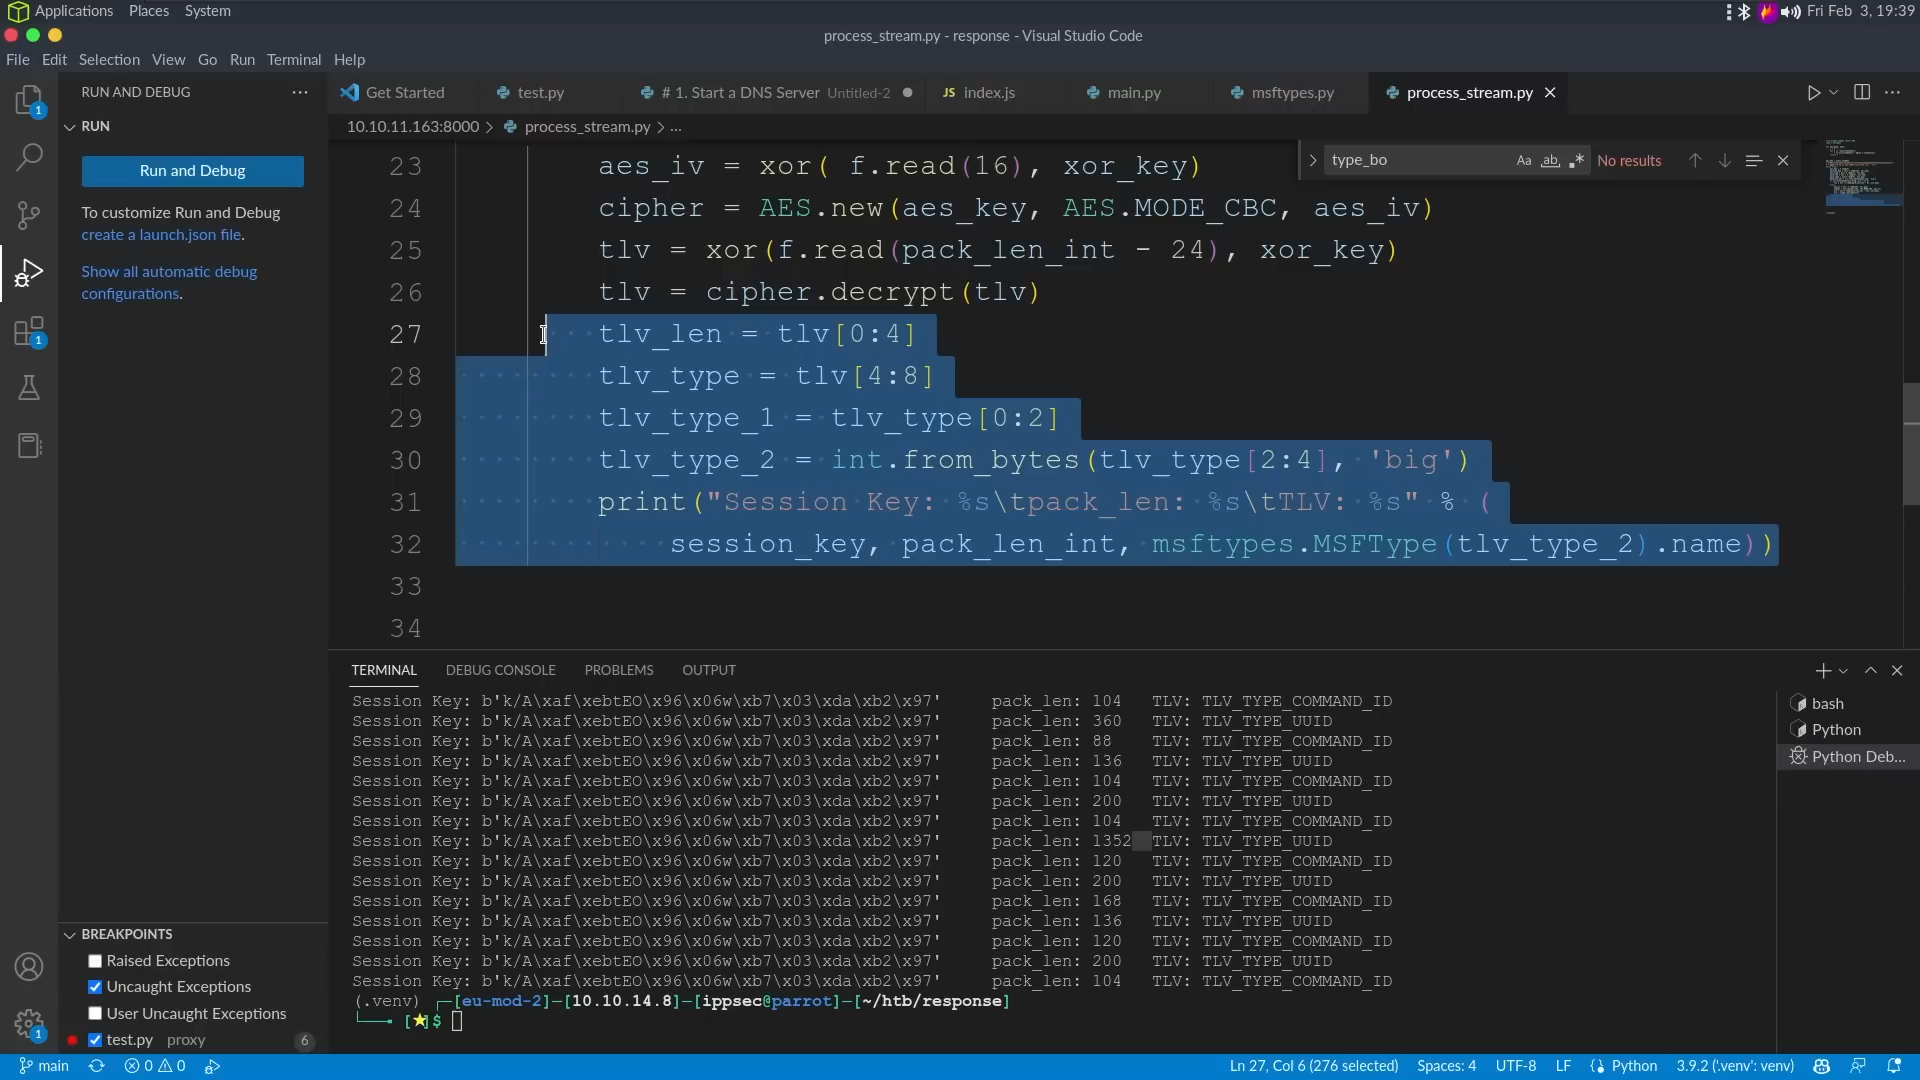 Applications Places System
Fri Feb 3, 19:39
process_stream.py - response - Visual Studio Code
File Edit Selection View Go Run Terminal Help
RUN AND DEBUG
Get Started
test.py
# 1. Start a DNS Server Untitled-2
JS index.js
main.py
msftypes.py
process_stream.py
RUN
Run and Debug
To customize Run and Debug
create a launch.json file.
Show all automatic debug
configurations.
10.10.11.163:8000 > process_stream.py > ...
type_bo
Aa ab No results
23 aes_iv = xor( f.read(16), xor_key)
24 cipher = AES.new(aes_key, AES.MODE_CBC, aes_iv)
25 tlv = xor(f.read(pack_len_int - 24), xor_key)
26 tlv = cipher.decrypt(tlv)
27 tlv_len = tlv[0:4]
28 tlv_type = tlv[4:8]
29 tlv_type_1 = tlv_type[0:2]
30 tlv_type_2 = int.from_bytes(tlv_type[2:4], 'big')
31 print("Session Key: %s\tpack_len: %s\tTLV: %s" % (
32 session_key, pack_len_int, msftypes.MSFType(tlv_type_2).name))
33
34
TERMINAL DEBUG CONSOLE PROBLEMS OUTPUT
Session Key: b'k/A\xaf\xebtEO\x96\x06w\xb7\x03\xda\xb2\x97' pack_len: 104 TLV: TLV_TYPE_COMMAND_ID
Session Key: b'k/A\xaf\xebtEO\x96\x06w\xb7\x03\xda\xb2\x97' pack_len: 360 TLV: TLV_TYPE_UUID
Session Key: b'k/A\xaf\xebtEO\x96\x06w\xb7\x03\xda\xb2\x97' pack_len: 88 TLV: TLV_TYPE_COMMAND_ID
Session Key: b'k/A\xaf\xebtEO\x96\x06w\xb7\x03\xda\xb2\x97' pack_len: 136 TLV: TLV_TYPE_UUID
Session Key: b'k/A\xaf\xebtEO\x96\x06w\xb7\x03\xda\xb2\x97' pack_len: 104 TLV: TLV_TYPE_COMMAND_ID
Session Key: b'k/A\xaf\xebtEO\x96\x06w\xb7\x03\xda\xb2\x97' pack_len: 200 TLV: TLV_TYPE_UUID
Session Key: b'k/A\xaf\xebtEO\x96\x06w\xb7\x03\xda\xb2\x97' pack_len: 104 TLV: TLV_TYPE_COMMAND_ID
Session Key: b'k/A\xaf\xebtEO\x96\x06w\xb7\x03\xda\xb2\x97' pack_len: 1352 TLV: TLV_TYPE_UUID
Session Key: b'k/A\xaf\xebtEO\x96\x06w\xb7\x03\xda\xb2\x97' pack_len: 120 TLV: TLV_TYPE_COMMAND_ID
Session Key: b'k/A\xaf\xebtEO\x96\x06w\xb7\x03\xda\xb2\x97' pack_len: 200 TLV: TLV_TYPE_UUID
Session Key: b'k/A\xaf\xebtEO\x96\x06w\xb7\x03\xda\xb2\x97' pack_len: 168 TLV: TLV_TYPE_COMMAND_ID
Session Key: b'k/A\xaf\xebtEO\x96\x06w\xb7\x03\xda\xb2\x97' pack_len: 136 TLV: TLV_TYPE_UUID
Session Key: b'k/A\xaf\xebtEO\x96\x06w\xb7\x03\xda\xb2\x97' pack_len: 120 TLV: TLV_TYPE_COMMAND_ID
Session Key: b'k/A\xaf\xebtEO\x96\x06w\xb7\x03\xda\xb2\x97' pack_len: 200 TLV: TLV_TYPE_UUID
Session Key: b'k/A\xaf\xebtEO\x96\x06w\xb7\x03\xda\xb2\x97' pack_len: 104 TLV: TLV_TYPE_COMMAND_ID
(.venv) ┌─[eu-mod-2]─[10.10.14.8]─[ippsec@parrot]─[~/htb/response]
└──╼ [★]$
bash
Python
Python Deb...
BREAKPOINTS
Raised Exceptions
Uncaught Exceptions
User Uncaught Exceptions
test.py proxy 6
main 0 0
Ln 27, Col 6 (276 selected) Spaces: 4 UTF-8 LF Python 3.9.2 ('.venv': venv)